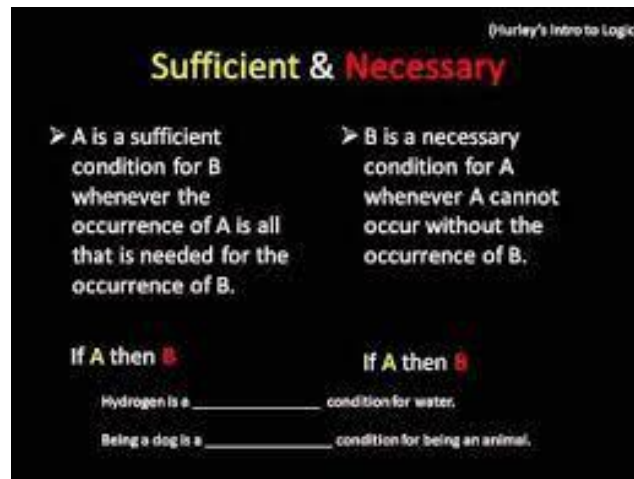 (Hurley's Intro to Logic
Sufficient & Necessary
➢ A is a sufficient
condition for B
whenever the
occurrence of A is all
that is needed for the
occurrence of B.
➢ B is a necessary
condition for A
whenever A cannot
occur without the
occurrence of B.
If A then B
If A then B
Hydrogen is a ______________ condition for water.
Being a dog is a ______________ condition for being an animal.